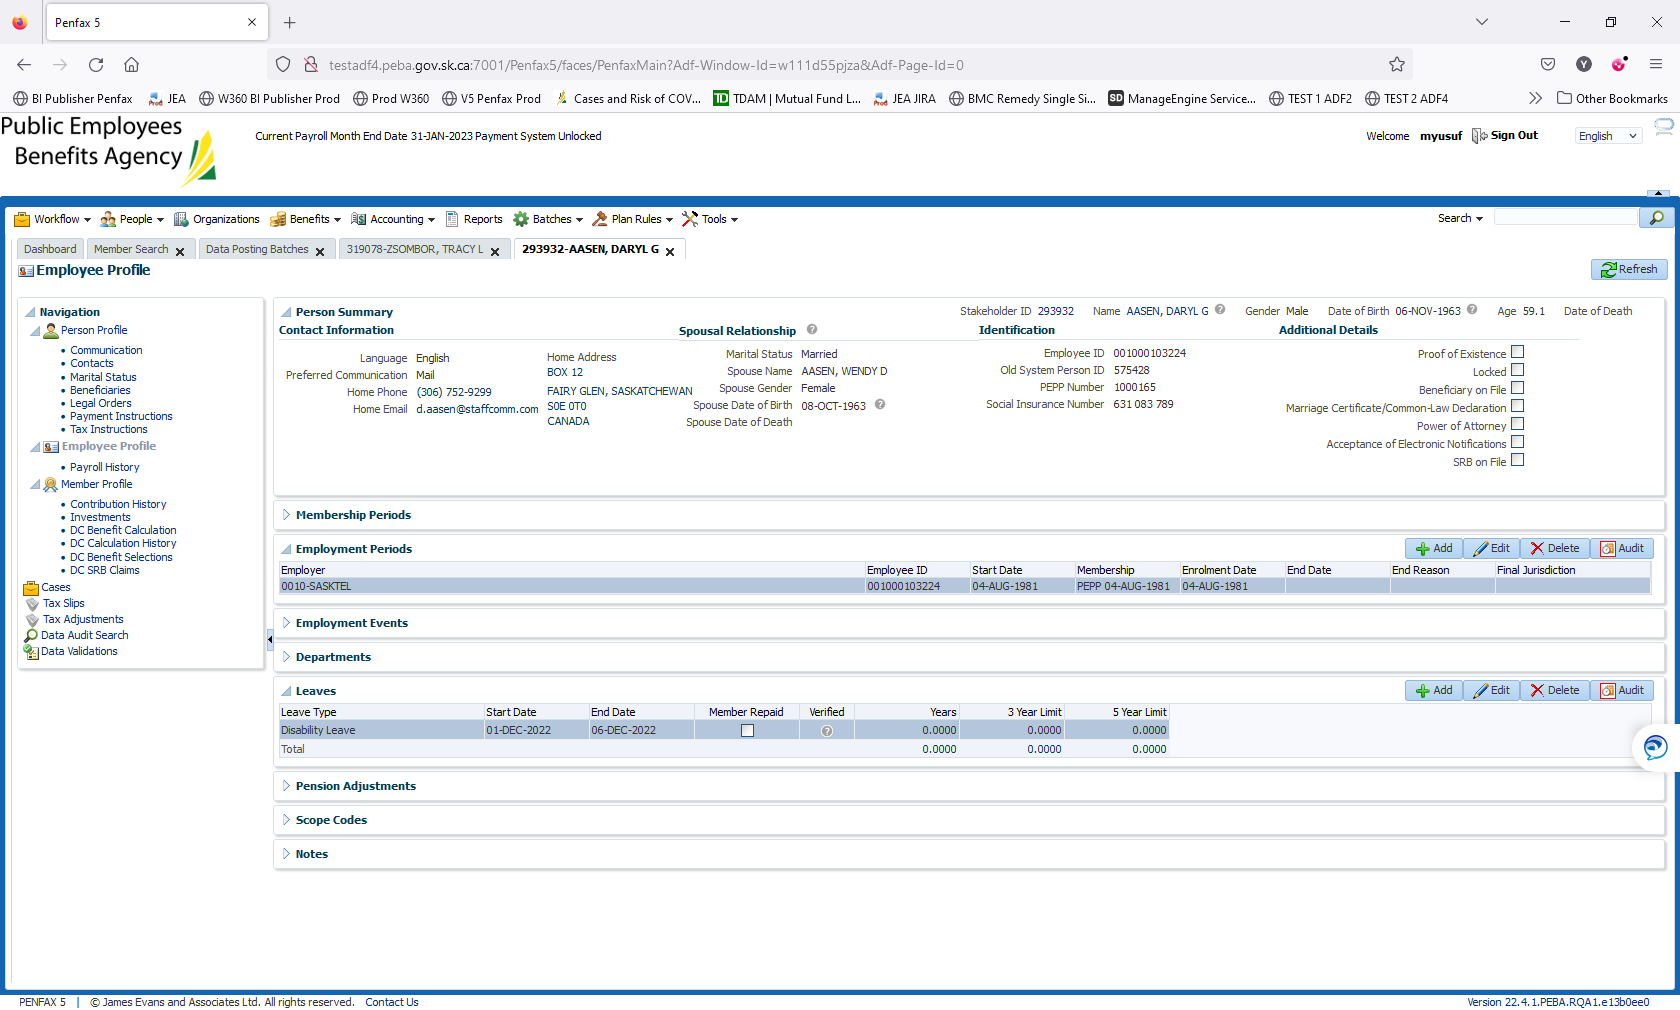 Penfax 5
testadf4.peba.gov.sk.ca:7001/Penfax5/faces/PenfaxMain?Adf-Window-Id=w111d55pjza&Adf-Page-Id=0
BI Publisher Penfax JEA W360 BI Publisher Prod Prod W360 V5 Penfax Prod Cases and Risk of COV... TD TDAM | Mutual Fund L... JEA JIRA BMC Remedy Single Si... SD ManageEngine Service... TEST 1 ADF2 TEST 2 ADF4 Other Bookmarks
Public Employees
Benefits Agency
Current Payroll Month End Date 31-JAN-2023 Payment System Unlocked
Welcome myusuf Sign Out English
Workflow People Organizations Benefits Accounting Reports Batches Plan Rules Tools Search
Dashboard Member Search Data Posting Batches 319078-ZSOMBOR, TRACY L 293932-AASEN, DARYL G
Employee Profile
Refresh
Navigation
Person Profile
Communication
Contacts
Marital Status
Beneficiaries
Legal Orders
Payment Instructions
Tax Instructions
Employee Profile
Payroll History
Member Profile
Contribution History
Investments
DC Benefit Calculation
DC Calculation History
DC Benefit Selections
DC SRB Claims
Cases
Tax Slips
Tax Adjustments
Data Audit Search
Data Validations
Person Summary
Stakeholder ID 293932 Name AASEN, DARYL G Gender Male Date of Birth 06-NOV-1963 Age 59.1 Date of Death
Contact Information
Language English
Preferred Communication Mail
Home Phone (306) 752-9299
Home Email d.aasen@staffcomm.com
Home Address
BOX 12
FAIRY GLEN, SASKATCHEWAN
S0E 0T0
CANADA
Spousal Relationship
Marital Status Married
Spouse Name AASEN, WENDY D
Spouse Gender Female
Spouse Date of Birth 08-OCT-1963
Spouse Date of Death
Identification
Employee ID 001000103224
Old System Person ID 575428
PEPP Number 1000165
Social Insurance Number 631 083 789
Additional Details
Proof of Existence
Locked
Beneficiary on File
Marriage Certificate/Common-Law Declaration
Power of Attorney
Acceptance of Electronic Notifications
SRB on File
Membership Periods
Employment Periods
Add Edit Delete Audit
Employer Employee ID Start Date Membership Enrolment Date End Date End Reason Final Jurisdiction
0010-SASKTEL 001000103224 04-AUG-1981 PEPP 04-AUG-1981 04-AUG-1981
Employment Events
Departments
Leaves
Add Edit Delete Audit
Leave Type Start Date End Date Member Repaid Verified Years 3 Year Limit 5 Year Limit
Disability Leave 01-DEC-2022 06-DEC-2022 0.0000 0.0000 0.0000
Total 0.0000 0.0000 0.0000
Pension Adjustments
Scope Codes
Notes
PENFAX 5 | © James Evans and Associates Ltd. All rights reserved. Contact Us
Version 22.4.1.PEBA.RQA1.e13b0ee0